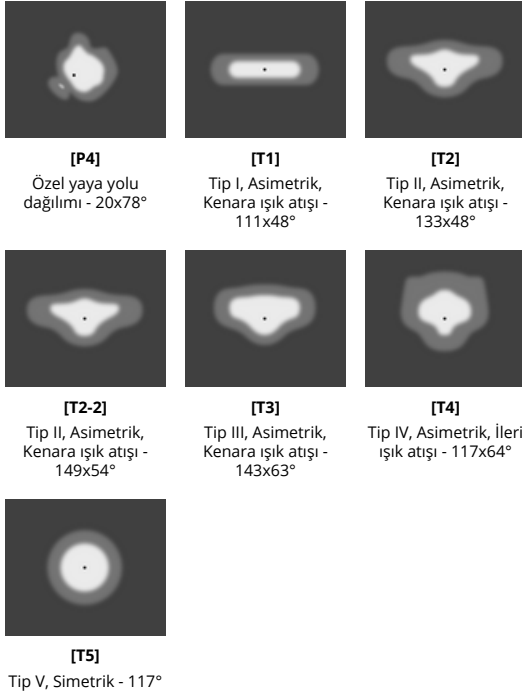 [P4]
Özel yaya yolu
dağılımı - 20x78°
[T1]
Tip I, Asimetrik,
Kenara ışık atışı -
111x48°
[T2]
Tip II, Asimetrik,
Kenara ışık atışı -
133x48°
[T2-2]
Tip II, Asimetrik,
Kenara ışık atışı -
149x54°
[T3]
Tip III, Asimetrik,
Kenara ışık atışı -
143x63°
[T4]
Tip IV, Asimetrik, İleri
ışık atışı - 117x64°
[T5]
Tip V, Simetrik - 117°